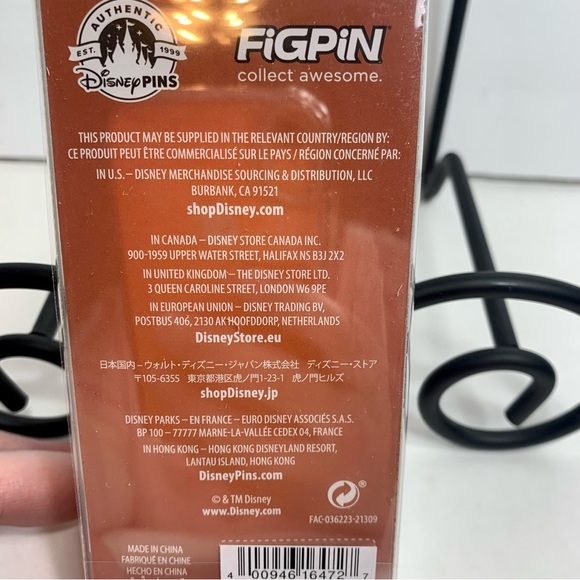 AUTHENTIC
EST. 1999
Disney PINS
FiGPiN
collect awesome.
THIS PRODUCT MAY BE SUPPLIED IN THE RELEVANT COUNTRY/REGION BY:
CE PRODUIT PEUT ÊTRE COMMERCIALISÉ SUR LE PAYS / RÉGION CONCERNÉ PAR:
IN U.S. – DISNEY MERCHANDISE SOURCING & DISTRIBUTION, LLC
BURBANK, CA 91521
shopDisney.com
IN CANADA – DISNEY STORE CANADA INC.
900-1959 UPPER WATER STREET, HALIFAX NS B3J 2X2
IN UNITED KINGDOM – THE DISNEY STORE LTD.
3 QUEEN CAROLINE STREET, LONDON W6 9PE
IN EUROPEAN UNION – DISNEY TRADING BV,
POSTBUS 406, 2130 AK HOOFDDORP, NETHERLANDS
DisneyStore.eu
日本国内 – ウォルト・ディズニー・ジャパン株式会社 ディズニー・ストア
〒105-6355 東京都港区虎ノ門1-23-1 虎ノ門ヒルズ
shopDisney.jp
DISNEY PARKS – EN FRANCE – EURO DISNEY ASSOCIÉS S.A.S.
BP 100 – 77777 MARNE-LA-VALLÉE CEDEX 04, FRANCE
IN HONG KONG – HONG KONG DISNEYLAND RESORT,
LANTAU ISLAND, HONG KONG
DisneyPins.com
© & TM Disney
www.Disney.com
FAC-036223-21309
MADE IN CHINA
FABRIQUÉ EN CHINE
HECHO EN CHINA
4 00946 16472 7